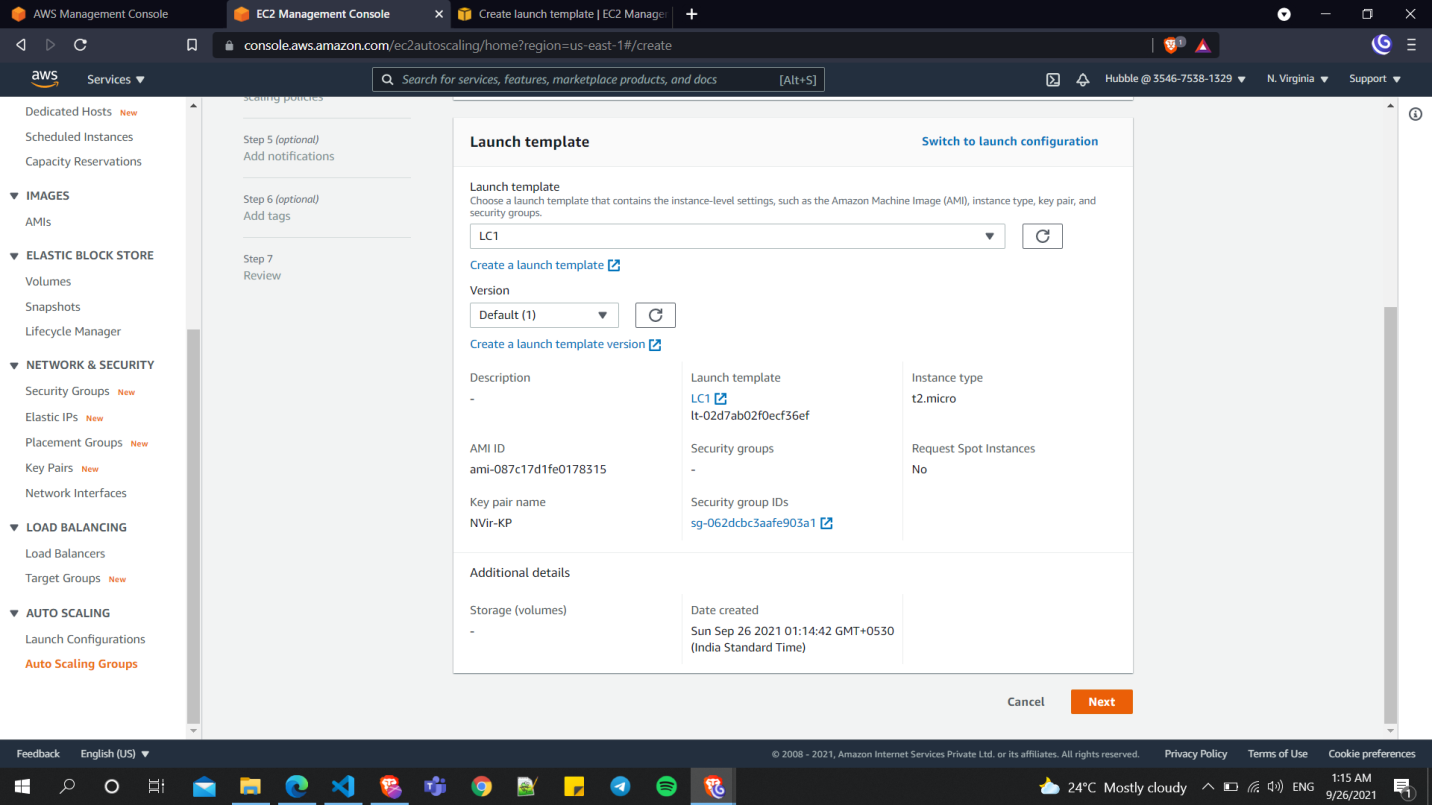 AWS Management Console
EC2 Management Console
Create launch template | EC2 Manage
console.aws.amazon.com/ec2autoscaling/home?region=us-east-1#/create
1
aws
Services
Search for services, features, marketplace products, and docs
[Alt+S]
Hubble @ 3546-7538-1329
N. Virginia
Support
Dedicated Hosts New
Scheduled Instances
Capacity Reservations
IMAGES
AMIs
ELASTIC BLOCK STORE
Volumes
Snapshots
Lifecycle Manager
NETWORK & SECURITY
Security Groups New
Elastic IPs New
Placement Groups New
Key Pairs New
Network Interfaces
LOAD BALANCING
Load Balancers
Target Groups New
AUTO SCALING
Launch Configurations
Auto Scaling Groups
scaling policies
Step 5 (optional)
Add notifications
Step 6 (optional)
Add tags
Step 7
Review
Launch template
Switch to launch configuration
Launch template
Choose a launch template that contains the instance-level settings, such as the Amazon Machine Image (AMI), instance type, key pair, and
security groups.
LC1
Create a launch template
Version
Default (1)
Create a launch template version
Description
-
Launch template
LC1
lt-02d7ab02f0ecf36ef
Instance type
t2.micro
AMI ID
ami-087c17d1fe0178315
Security groups
-
Request Spot Instances
No
Key pair name
NVir-KP
Security group IDs
sg-062dcbc3aafe903a1
Additional details
Storage (volumes)
-
Date created
Sun Sep 26 2021 01:14:42 GMT+0530
(India Standard Time)
Cancel
Next
Feedback
English (US)
© 2008 - 2021, Amazon Internet Services Private Ltd. or its affiliates. All rights reserved.
Privacy Policy
Terms of Use
Cookie preferences
24°C Mostly cloudy
ENG
1:15 AM
9/26/2021
1